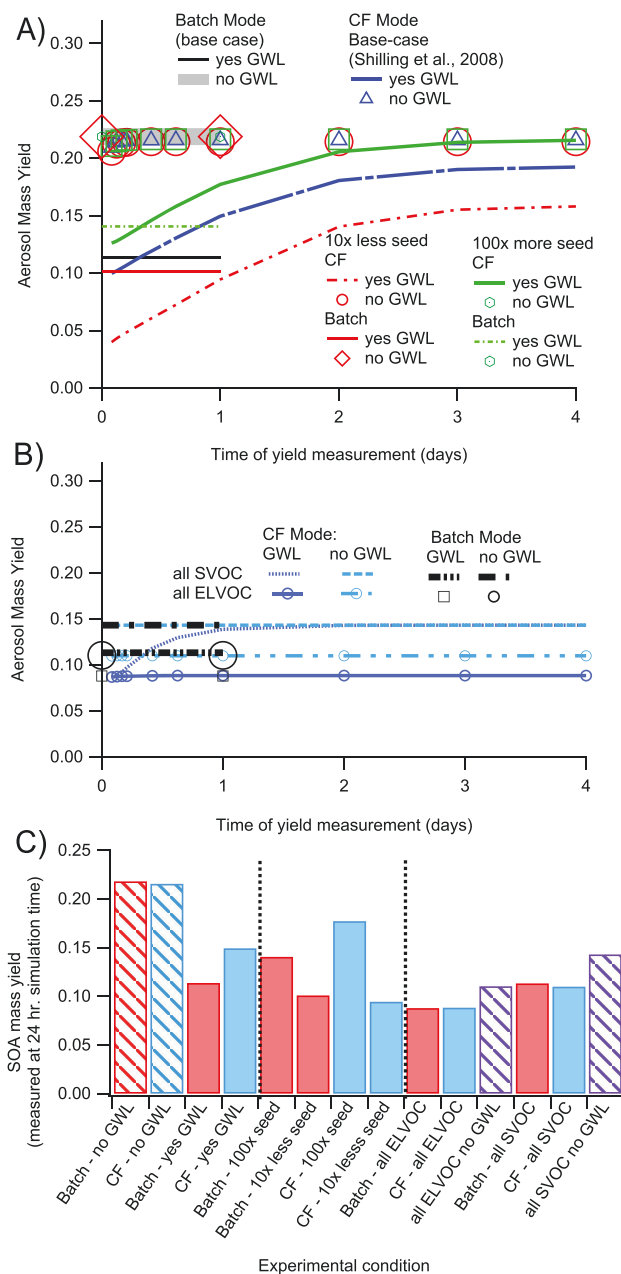 A)
Batch Mode
(base case)
yes GWL
no GWL
CF Mode
Base-case
(Shilling et al., 2008)
yes GWL
no GWL
0.30
0.25
0.20
0.15
0.10
0.05
0.00
Aerosol Mass Yield
10x less seed
CF
yes GWL
no GWL
Batch
yes GWL
no GWL
100x more seed
CF
yes GWL
no GWL
Batch
yes GWL
no GWL
0 1 2 3 4
Time of yield measurement (days)
B)
0.30
0.25
0.20
0.15
0.10
0.05
0.00
Aerosol Mass Yield
CF Mode:
GWL no GWL
Batch Mode
GWL no GWL
all SVOC
all ELVOC
0 1 2 3 4
Time of yield measurement (days)
C)
0.25
0.20
0.15
0.10
0.05
0.00
SOA mass yield
(measured at 24 hr. simulation time)
Batch - no GWL
CF - no GWL
Batch - yes GWL
CF - yes GWL
Batch - 100x seed
Batch - 10x less seed
CF - 100x seed
CF - 10x lesss seed
Batch - all ELVOC
CF - all ELVOC
all ELVOC no GWL
Batch - all SVOC
CF - all SVOC
all SVOC no GWL
Experimental condition